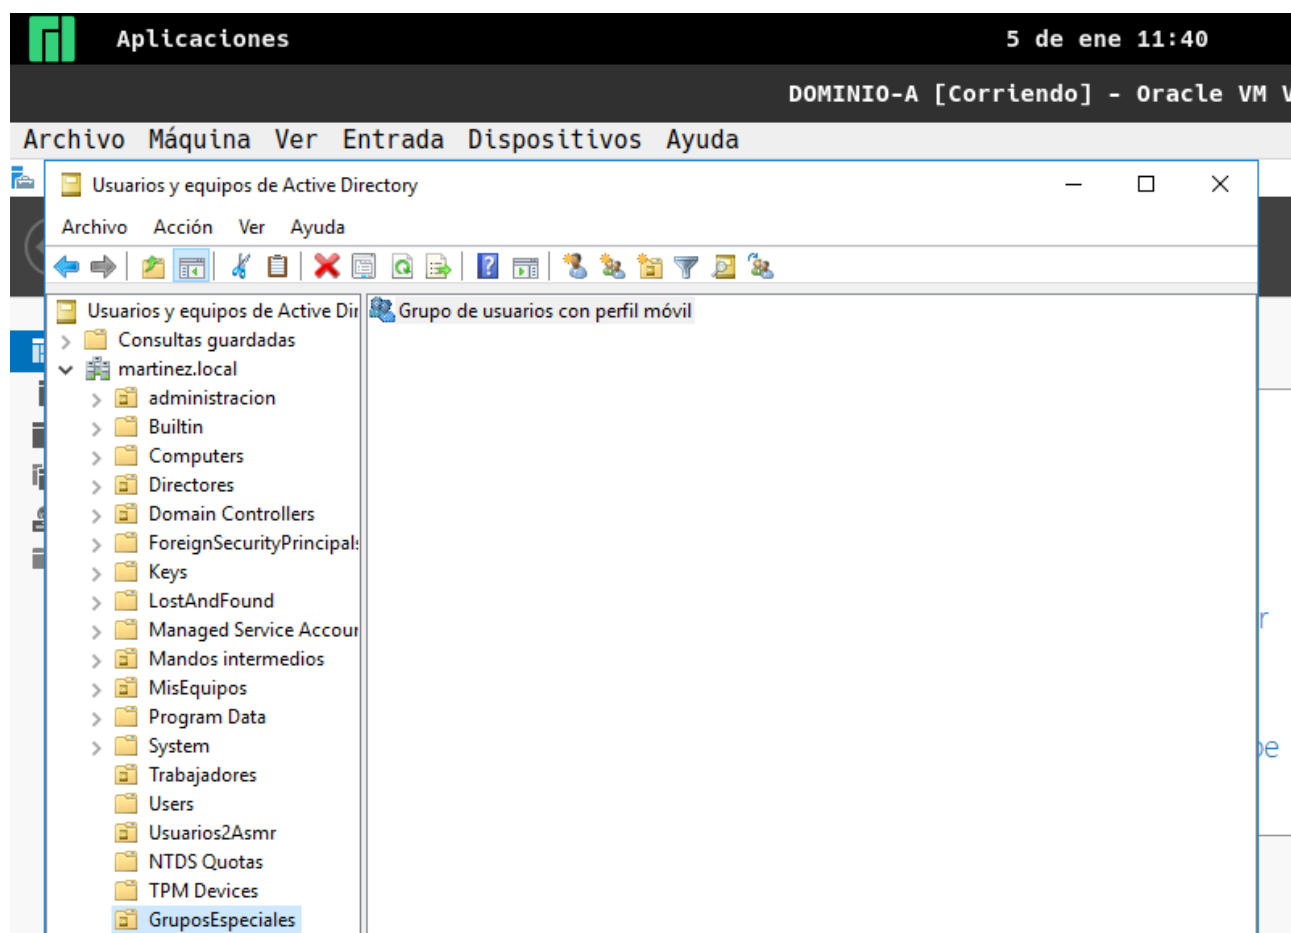 Aplicaciones 5 de ene 11:40
DOMINIO-A [Corriendo] - Oracle VM V
Archivo Máquina Ver Entrada Dispositivos Ayuda
Usuarios y equipos de Active Directory
Archivo Acción Ver Ayuda
Usuarios y equipos de Active Dir
Grupo de usuarios con perfil móvil
Consultas guardadas
martinez.local
administracion
Builtin
Computers
Directores
Domain Controllers
ForeignSecurityPrincipals
Keys
LostAndFound
Managed Service Accoun
Mandos intermedios
MisEquipos
Program Data
System
Trabajadores
Users
Usuarios2Asmr
NTDS Quotas
TPM Devices
GruposEspeciales